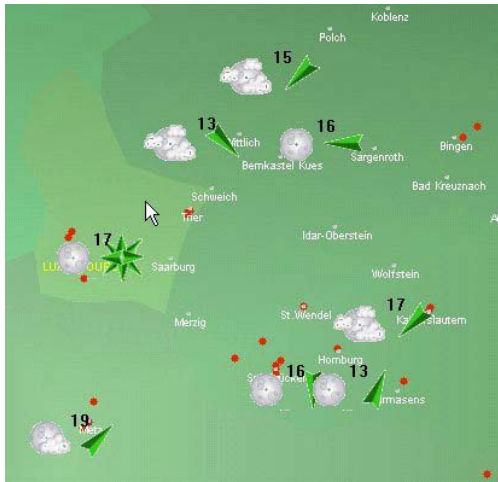 Koblenz
Polch
15
13
16
Wittlich
Bernkastel Kues
Sargenroth
Bingen
Bad Kreuznach
Schweich
Trier
Idar-Oberstein
17
Saarburg
Wolfstein
Merzig
St.Wendel
17
Homburg
16
13
19
Metz